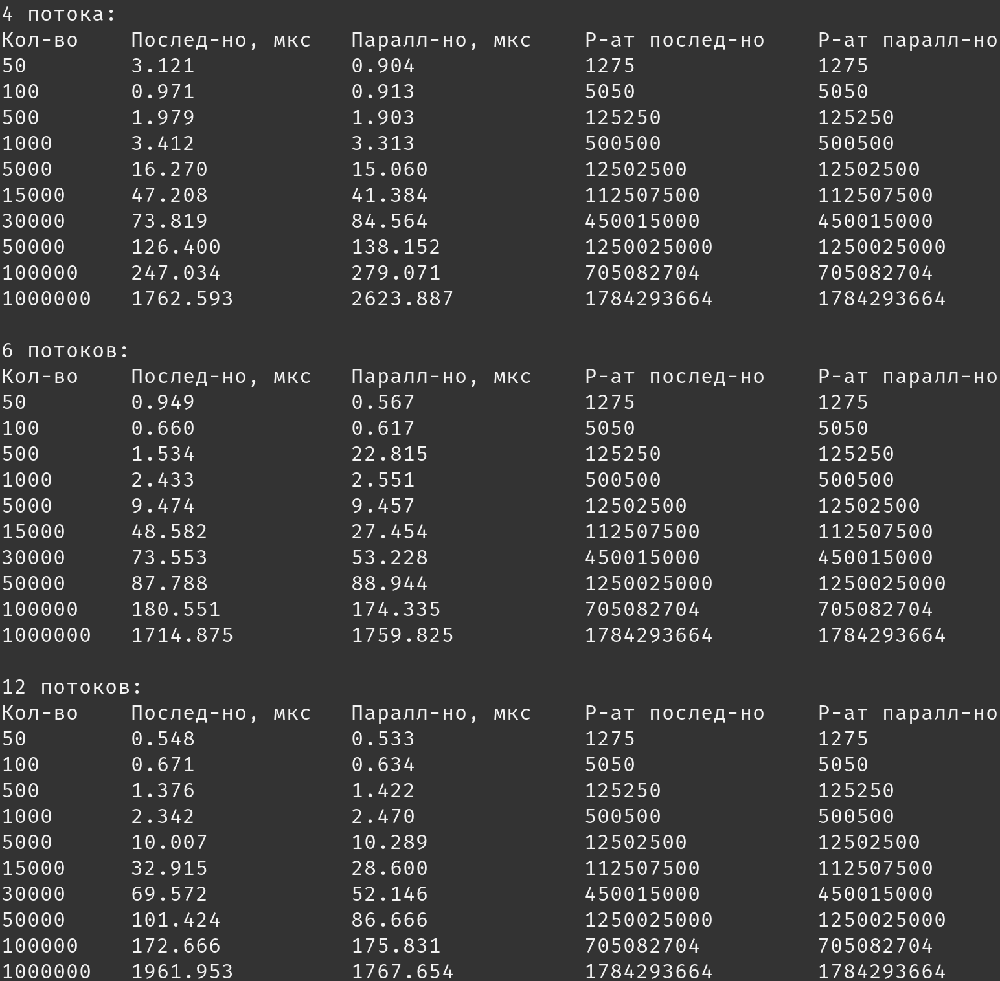 4 потока:
Кол-во Послед-но, мкс Паралл-но, мкс Р-ат послед-но Р-ат паралл-но
50 3.121 0.904 1275 1275
100 0.971 0.913 5050 5050
500 1.979 1.903 125250 125250
1000 3.412 3.313 500500 500500
5000 16.270 15.060 12502500 12502500
15000 47.208 41.384 112507500 112507500
30000 73.819 84.564 450015000 450015000
50000 126.400 138.152 1250025000 1250025000
100000 247.034 279.071 705082704 705082704
1000000 1762.593 2623.887 1784293664 1784293664
6 потоков:
Кол-во Послед-но, мкс Паралл-но, мкс Р-ат послед-но Р-ат паралл-но
50 0.949 0.567 1275 1275
100 0.660 0.617 5050 5050
500 1.534 22.815 125250 125250
1000 2.433 2.551 500500 500500
5000 9.474 9.457 12502500 12502500
15000 48.582 27.454 112507500 112507500
30000 73.553 53.228 450015000 450015000
50000 87.788 88.944 1250025000 1250025000
100000 180.551 174.335 705082704 705082704
1000000 1714.875 1759.825 1784293664 1784293664
12 потоков:
Кол-во Послед-но, мкс Паралл-но, мкс Р-ат послед-но Р-ат паралл-но
50 0.548 0.533 1275 1275
100 0.671 0.634 5050 5050
500 1.376 1.422 125250 125250
1000 2.342 2.470 500500 500500
5000 10.007 10.289 12502500 12502500
15000 32.915 28.600 112507500 112507500
30000 69.572 52.146 450015000 450015000
50000 101.424 86.666 1250025000 1250025000
100000 172.666 175.831 705082704 705082704
1000000 1961.953 1767.654 1784293664 1784293664